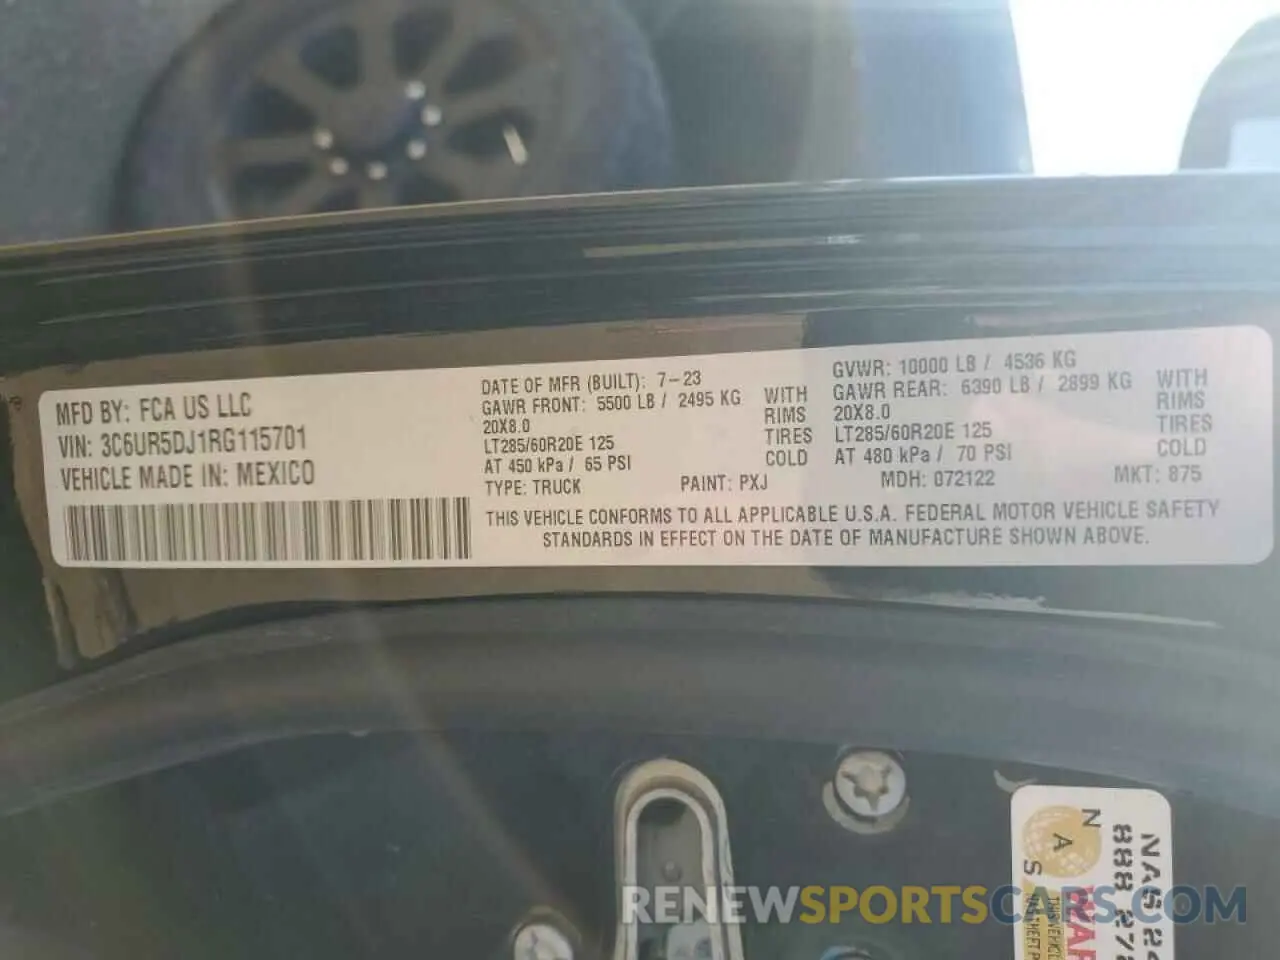 MFD BY: FCA US LLC
VIN: 3C6UR5DJ1RG115701
VEHICLE MADE IN: MEXICO
DATE OF MFR (BUILT): 7-23
GAWR FRONT: 5500 LB / 2495 KG WITH
20X8.0 RIMS
LT285/60R20E 125 TIRES
AT 450 kPa / 65 PSI COLD
GVWR: 10000 LB / 4536 KG
GAWR REAR: 6390 LB / 2899 KG WITH
20X8.0 RIMS
LT285/60R20E 125 TIRES
AT 480 kPa / 70 PSI COLD
TYPE: TRUCK PAINT: PXJ MDH: 072122 MKT: 875
THIS VEHICLE CONFORMS TO ALL APPLICABLE U.S.A. FEDERAL MOTOR VEHICLE SAFETY
STANDARDS IN EFFECT ON THE DATE OF MANUFACTURE SHOWN ABOVE.
N
A
S
888
RENEWSPORTSCARS.COM